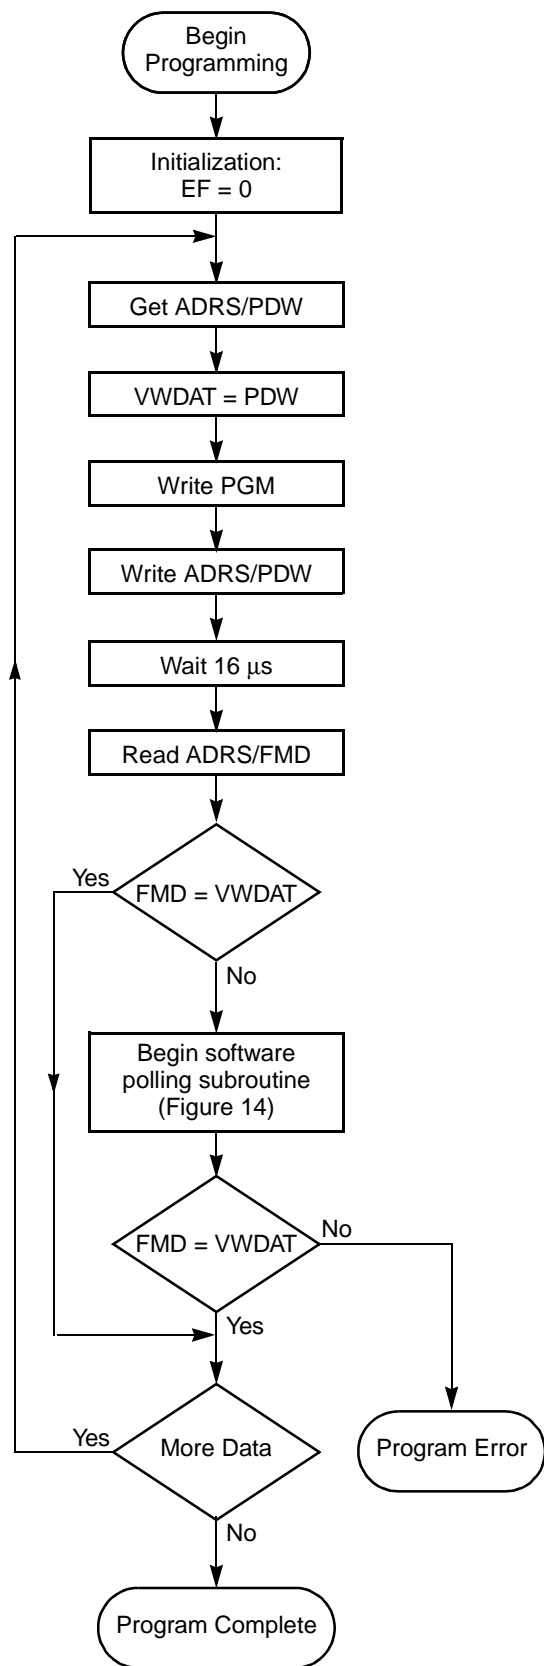 Begin
Programming
Initialization:
EF = 0
Get ADRS/PDW
VWDAT = PDW
Write PGM
Write ADRS/PDW
Wait 16 μs
Read ADRS/FMD
Yes
FMD = VWDAT
No
Begin software
polling subroutine
(Figure 14)
No
FMD = VWDAT
Yes
Yes
More Data
Program Error
No
Program Complete